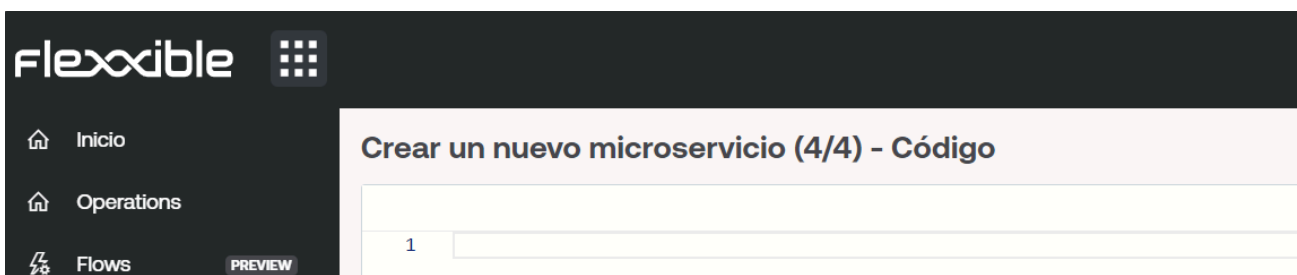 Flexxible
Inicio
Crear un nuevo microservicio (4/4) - Código
Operations
1
Flows PREVIEW